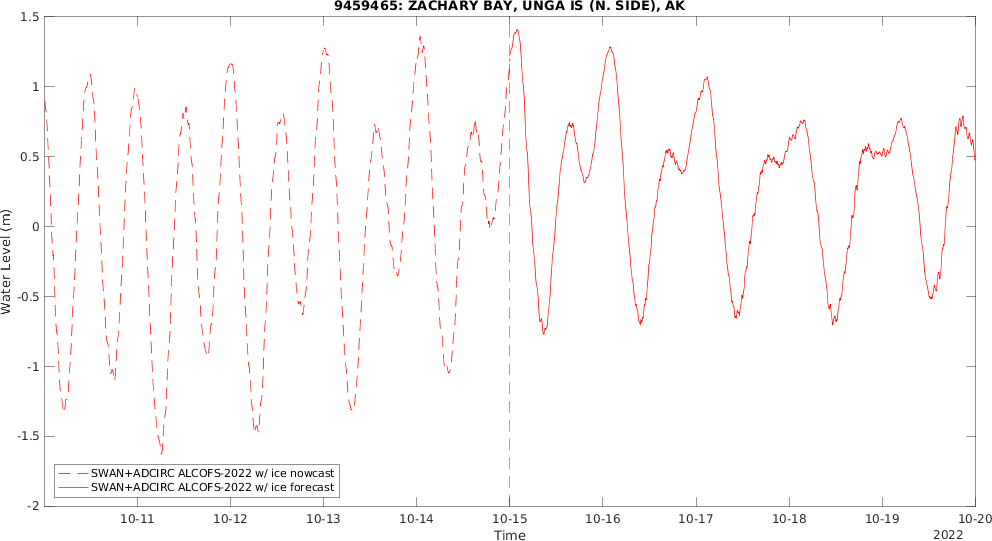 9459465: ZACHARY BAY, UNGA IS (N. SIDE), AK
1.5
1
0.5
0
-0.5
-1
-1.5
-2
Water Level (m)
SWAN+ADCIRC ALCOFS-2022 w/ ice nowcast
SWAN+ADCIRC ALCOFS-2022 w/ ice forecast
10-11 10-12 10-13 10-14 10-15 10-16 10-17 10-18 10-19 10-20
Time
2022